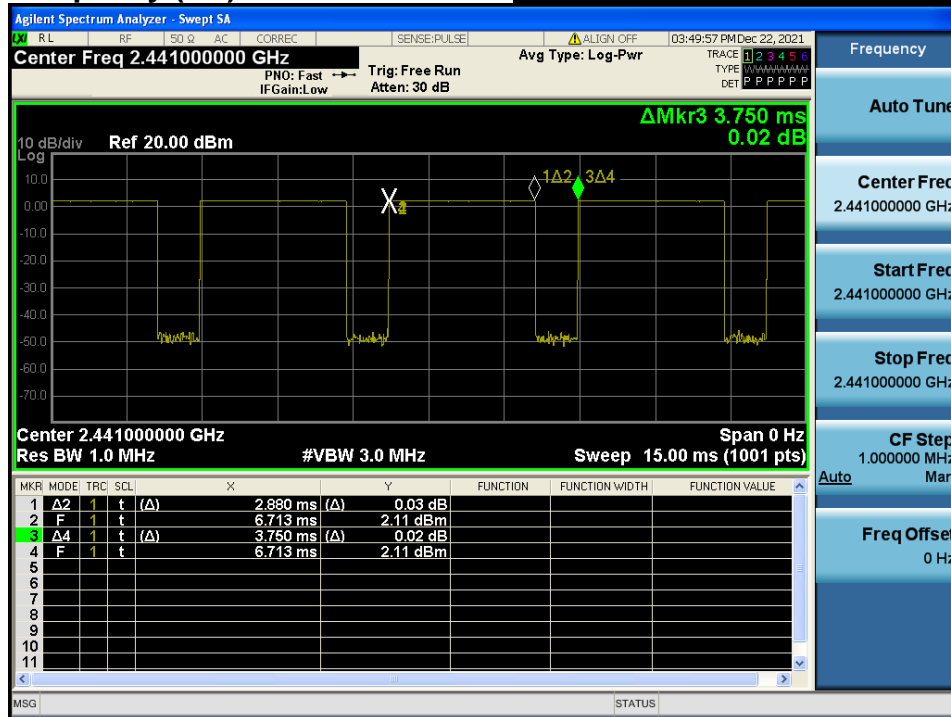 Agilent Spectrum Analyzer - Swept SA
LXI RL RF 50 Ω AC CORREC SENSE:PULSE ALIGN OFF 03:49:57 PM Dec 22, 2021
Center Freq 2.441000000 GHz
PNO: Fast
IFGain:Low
Trig: Free Run
Atten: 30 dB
Avg Type: Log-Pwr
TRACE 1 2 3 4 5 6
TYPE
DET P P P P P P
ΔMkr3 3.750 ms
0.02 dB
10 dB/div Ref 20.00 dBm
Log
10.0
0.00
-10.0
-20.0
-30.0
-40.0
-50.0
-60.0
-70.0
1Δ2 3Δ4
Center 2.441000000 GHz Span 0 Hz
Res BW 1.0 MHz #VBW 3.0 MHz Sweep 15.00 ms (1001 pts)
MKR MODE TRC SCL X Y FUNCTION FUNCTION WIDTH FUNCTION VALUE
1 Δ2 1 t (Δ) 2.880 ms (Δ) 0.03 dB
2 F 1 t 6.713 ms 2.11 dBm
3 Δ4 1 t (Δ) 3.750 ms (Δ) 0.02 dB
4 F 1 t 6.713 ms 2.11 dBm
5
6
7
8
9
10
11
MSG STATUS
Frequency
Auto Tune
Center Freq
2.441000000 GHz
Start Freq
2.441000000 GHz
Stop Freq
2.441000000 GHz
CF Step
1.000000 MHz
Auto Man
Freq Offset
0 Hz